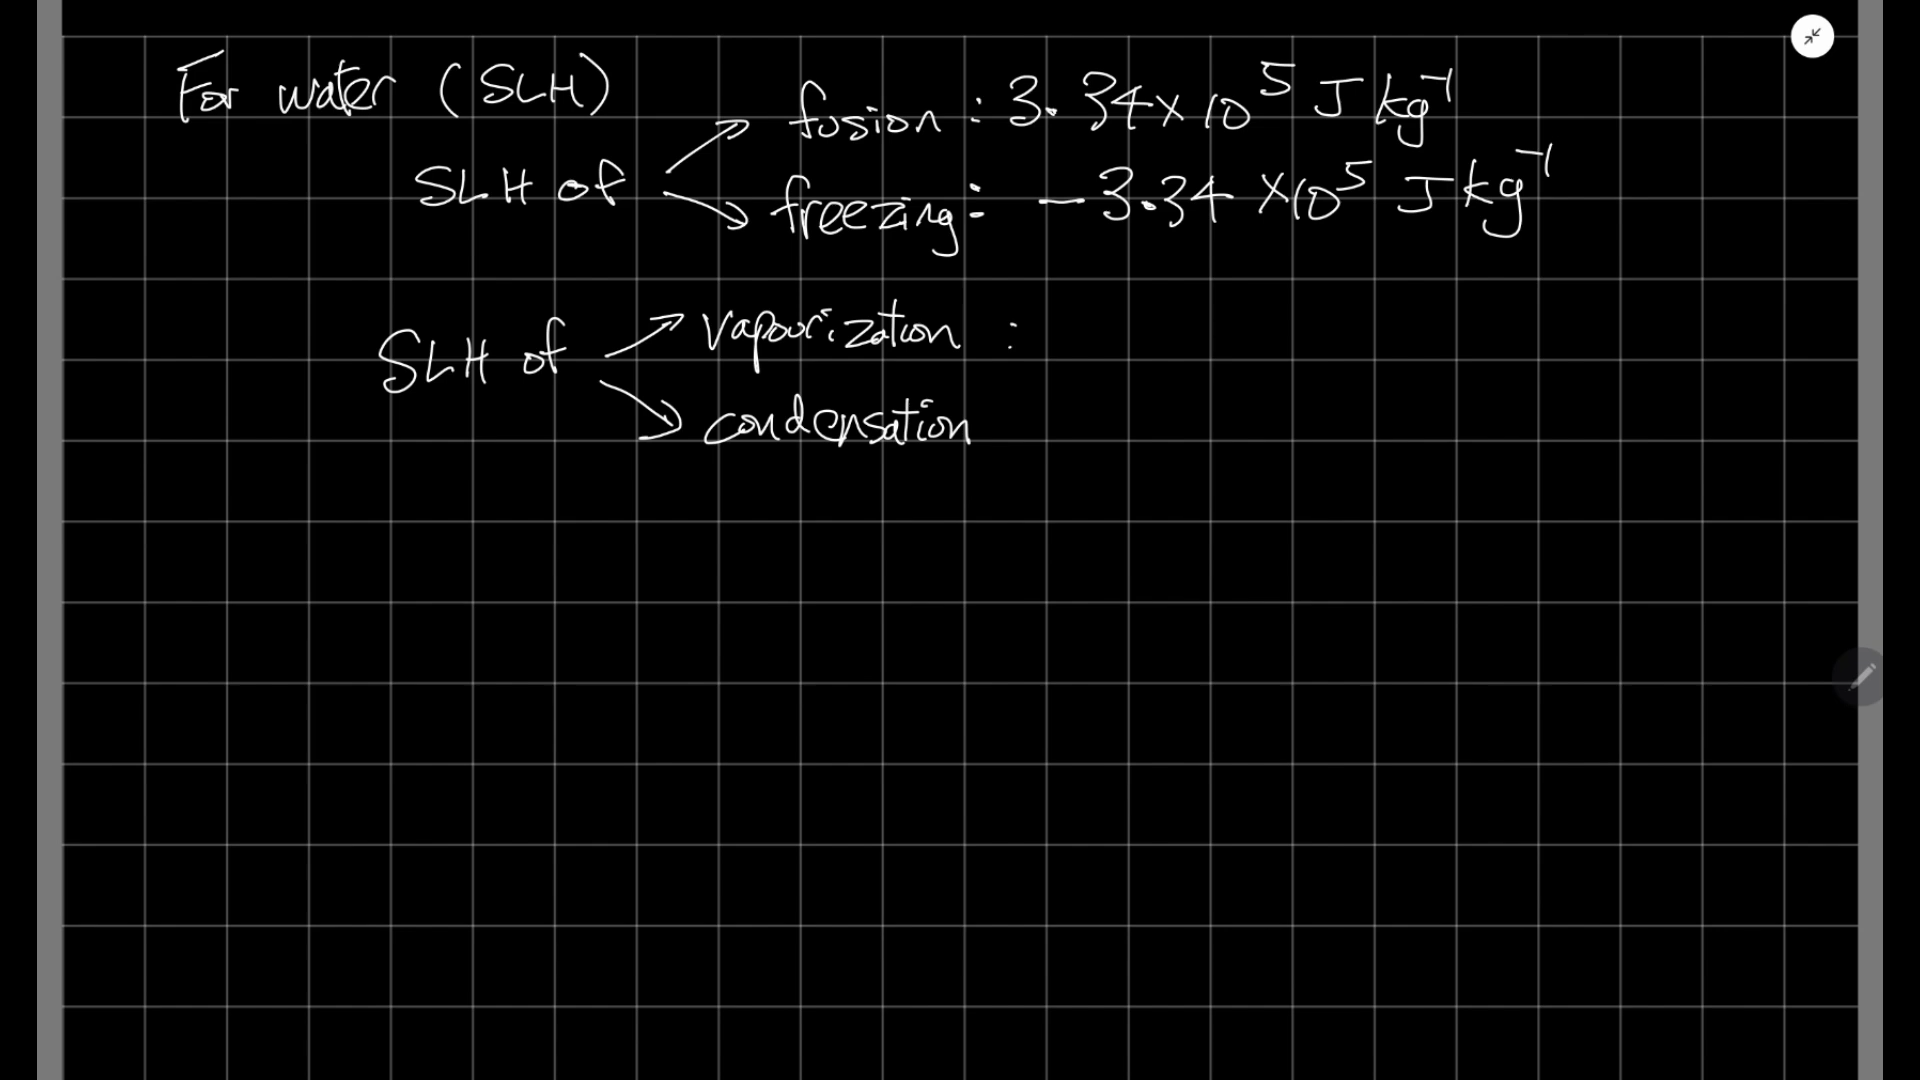 For water (SLH)
fusion : 3.34×10⁵ J kg⁻¹
SLH of
freezing: -3.34 ×10⁵ J kg⁻¹
vapourization :
SLH of
condensation